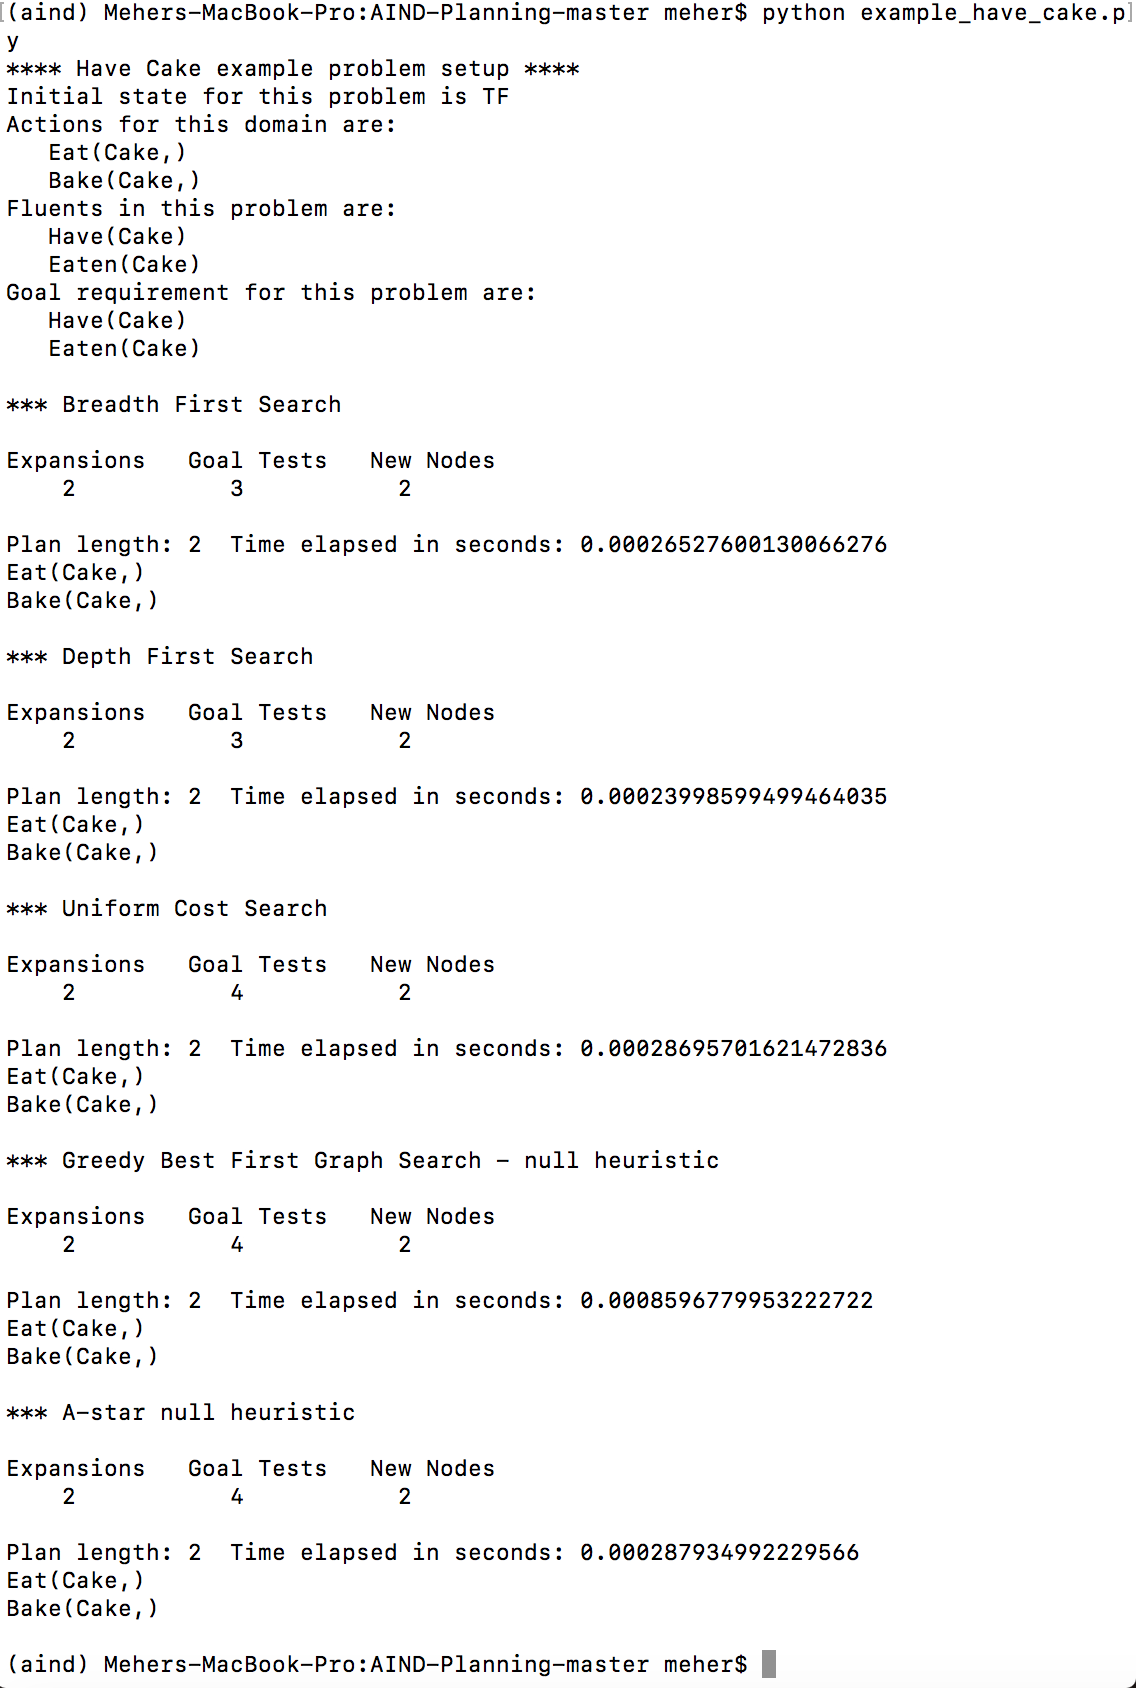 (aind) Mehers-MacBook-Pro:AIND-Planning-master meher$ python example_have_cake.p
y
**** Have Cake example problem setup ****
Initial state for this problem is TF
Actions for this domain are:
   Eat(Cake,)
   Bake(Cake,)
Fluents in this problem are:
   Have(Cake)
   Eaten(Cake)
Goal requirement for this problem are:
   Have(Cake)
   Eaten(Cake)

*** Breadth First Search

Expansions   Goal Tests   New Nodes
    2           3           2

Plan length: 2  Time elapsed in seconds: 0.00026527600130066276
Eat(Cake,)
Bake(Cake,)

*** Depth First Search

Expansions   Goal Tests   New Nodes
    2           3           2

Plan length: 2  Time elapsed in seconds: 0.00023998599499464035
Eat(Cake,)
Bake(Cake,)

*** Uniform Cost Search

Expansions   Goal Tests   New Nodes
    2           4           2

Plan length: 2  Time elapsed in seconds: 0.00028695701621472836
Eat(Cake,)
Bake(Cake,)

*** Greedy Best First Graph Search - null heuristic

Expansions   Goal Tests   New Nodes
    2           4           2

Plan length: 2  Time elapsed in seconds: 0.0008596779953222722
Eat(Cake,)
Bake(Cake,)

*** A-star null heuristic

Expansions   Goal Tests   New Nodes
    2           4           2

Plan length: 2  Time elapsed in seconds: 0.000287934992229566
Eat(Cake,)
Bake(Cake,)

(aind) Mehers-MacBook-Pro:AIND-Planning-master meher$